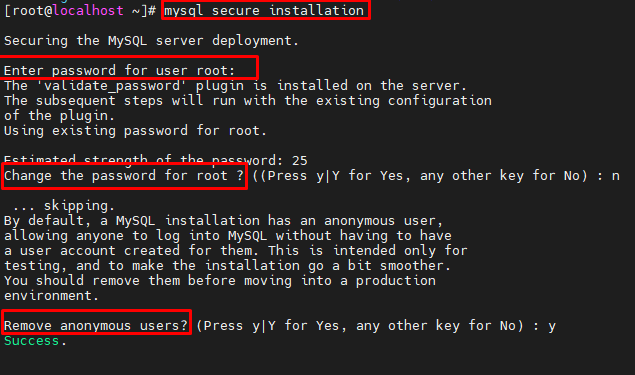 [root@localhost ~]# mysql secure installation
Securing the MySQL server deployment.
Enter password for user root:
The 'validate_password' plugin is installed on the server.
The subsequent steps will run with the existing configuration
of the plugin.
Using existing password for root.
Estimated strength of the password: 25
Change the password for root ? ((Press y|Y for Yes, any other key for No) : n
... skipping.
By default, a MySQL installation has an anonymous user,
allowing anyone to log into MySQL without having to have
a user account created for them. This is intended only for
testing, and to make the installation go a bit smoother.
You should remove them before moving into a production
environment.
Remove anonymous users? (Press y|Y for Yes, any other key for No) : y
Success.